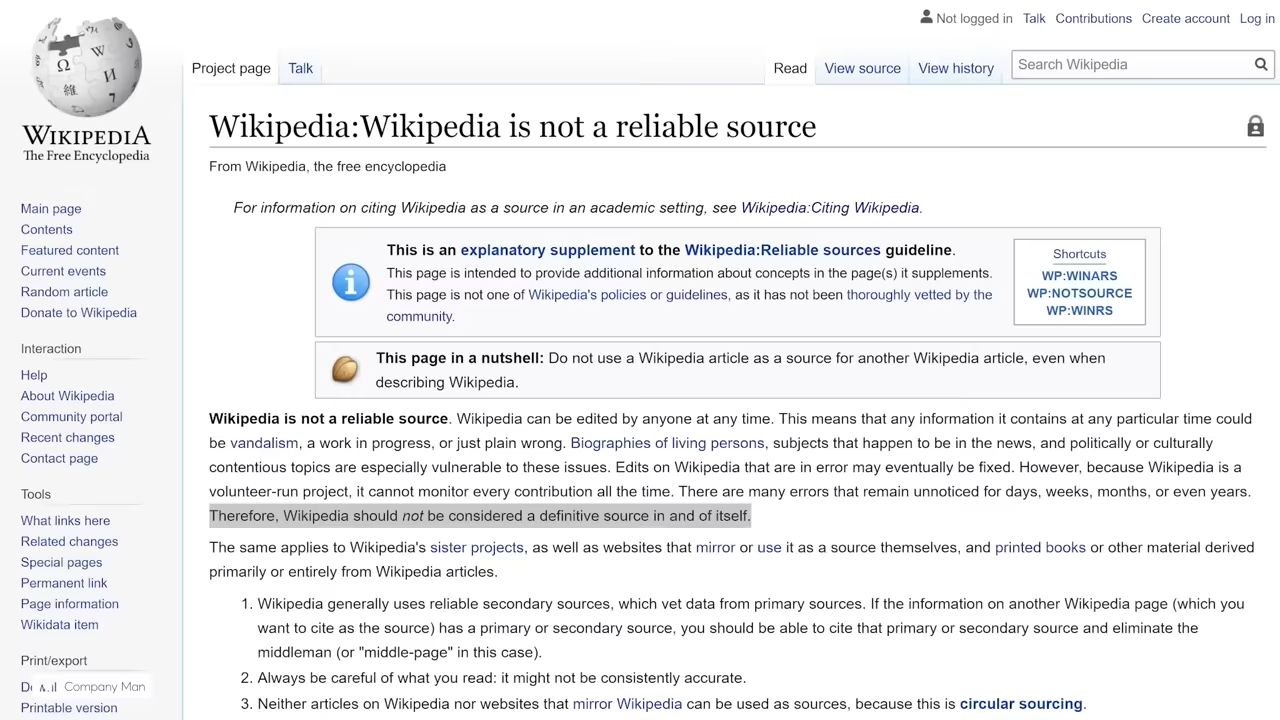 Not logged in Talk Contributions Create account Log in
Project page Talk Read View source View history Search Wikipedia
WIKIPEDIA
The Free Encyclopedia
Main page
Contents
Featured content
Current events
Random article
Donate to Wikipedia
Interaction
Help
About Wikipedia
Community portal
Recent changes
Contact page
Tools
What links here
Related changes
Special pages
Permanent link
Page information
Wikidata item
Print/export
Company Man
Printable version
Wikipedia:Wikipedia is not a reliable source
From Wikipedia, the free encyclopedia
For information on citing Wikipedia as a source in an academic setting, see Wikipedia:Citing Wikipedia.
This is an explanatory supplement to the Wikipedia:Reliable sources guideline.
This page is intended to provide additional information about concepts in the page(s) it supplements.
This page is not one of Wikipedia's policies or guidelines, as it has not been thoroughly vetted by the
community.
Shortcuts
WP:WINARS
WP:NOTSOURCE
WP:WINRS
This page in a nutshell: Do not use a Wikipedia article as a source for another Wikipedia article, even when
describing Wikipedia.
Wikipedia is not a reliable source. Wikipedia can be edited by anyone at any time. This means that any information it contains at any particular time could
be vandalism, a work in progress, or just plain wrong. Biographies of living persons, subjects that happen to be in the news, and politically or culturally
contentious topics are especially vulnerable to these issues. Edits on Wikipedia that are in error may eventually be fixed. However, because Wikipedia is a
volunteer-run project, it cannot monitor every contribution all the time. There are many errors that remain unnoticed for days, weeks, months, or even years.
Therefore, Wikipedia should not be considered a definitive source in and of itself.
The same applies to Wikipedia's sister projects, as well as websites that mirror or use it as a source themselves, and printed books or other material derived
primarily or entirely from Wikipedia articles.
1. Wikipedia generally uses reliable secondary sources, which vet data from primary sources. If the information on another Wikipedia page (which you
want to cite as the source) has a primary or secondary source, you should be able to cite that primary or secondary source and eliminate the
middleman (or "middle-page" in this case).
2. Always be careful of what you read: it might not be consistently accurate.
3. Neither articles on Wikipedia nor websites that mirror Wikipedia can be used as sources, because this is circular sourcing.